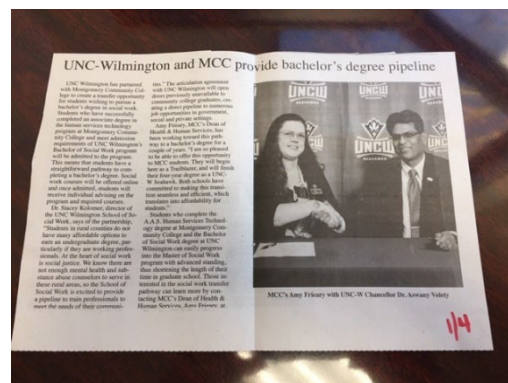 UNC-Wilmington and MCC provide bachelor's degree pipeline
UNC Wilmington has partnered
with Montgomery Community Col-
lege to create a transfer opportunity
for students wishing to pursue a
bachelor's degree in social work.
Students who have successfully
completed an associate degree in
the human services technology
program at Montgomery Commu-
nity College and meet admission
requirements of UNC Wilmington's
Bachelor of Social Work program
will be admitted to the program.
This means that students have a
straightforward pathway to com-
pleting a bachelor's degree. Social
work courses will be offered online
and once admitted, students will
receive individual advising on the
program and required courses.
Dr. Stacey Kolomer, director of
the UNC Wilmington School of So-
cial Work, says of the partnership,
"Students in rural counties do not
have many affordable options to
earn an undergraduate degree, par-
ticularly if they are working profes-
sionals. At the heart of social work
is social justice. We know there are
not enough mental health and sub-
stance abuse counselors to serve in
these rural areas, so the School of
Social Work is excited to provide
a pipeline to train professionals to
meet the needs of their communi-
ties." The articulation agreement
with UNC Wilmington will open
doors previously unavailable to
community college graduates, cre-
ating a direct pipeline to numerous
job opportunities in government,
social and private settings.
Amy Frieary, MCC's Dean of
Health & Human Services, has
been working toward this path-
way to a bachelor's degree for a
couple of years. "I am so pleased
to be able to offer this opportunity
to MCC students. They will begin
here as a Trailblazer, and will finish
their four-year degree as a UNC-
W Seahawk. Both schools have
committed to making this transi-
tion seamless and efficient, which
translates into affordability for
students."
Students who complete the
A.A.S. Human Services Technol-
ogy degree at Montgomery Com-
munity College and the Bachelor
of Social Work degree at UNC
Wilmington can easily progress
into the Master of Social Work
program with advanced standing,
thus shortening the length of their
time in graduate school. Those in-
terested in the social work transfer
pathway can learn more by con-
tacting MCC's Dean of Health &
Human Services, Amy Frieary, at
UNCW
UNCW
UNC
UNCW
SEAHAWKS
MCC's Amy Frieary with UNC-W Chancellor Dr. Aswany Volety
1/4